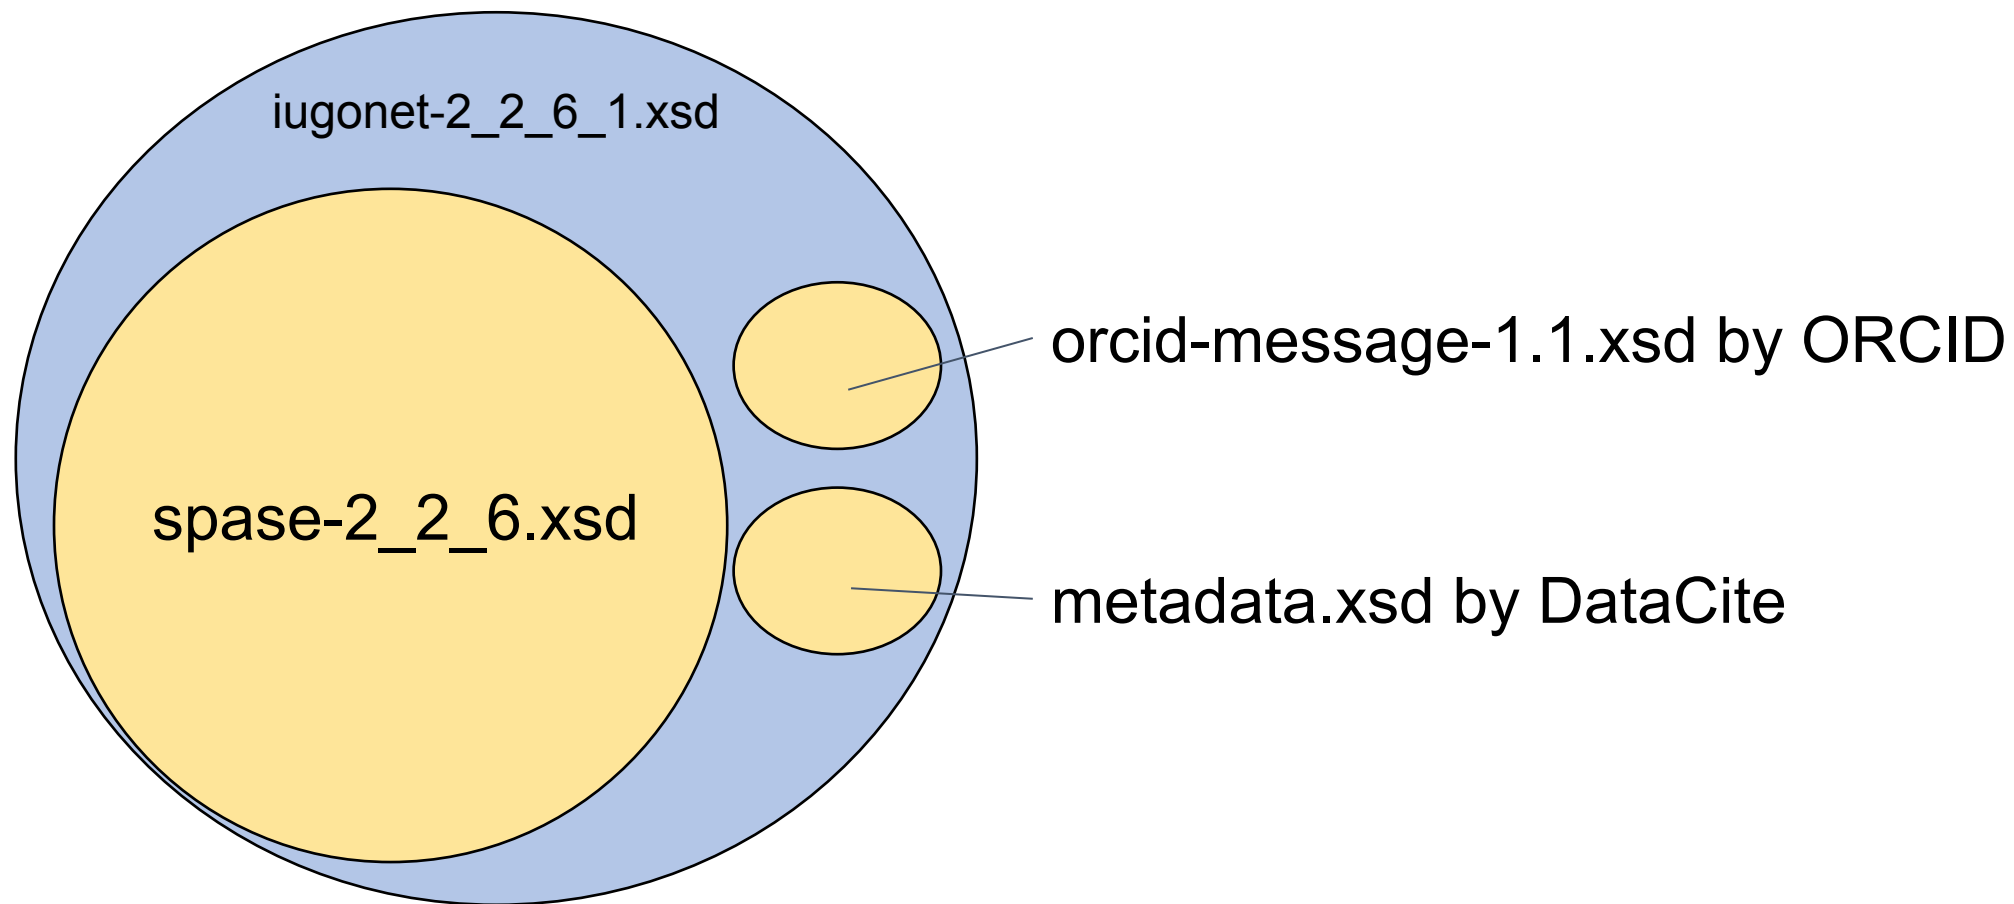 iugonet-2_2_6_1.xsd
orcid-message-1.1.xsd by ORCID
spase-2_2_6.xsd
metadata.xsd by DataCite